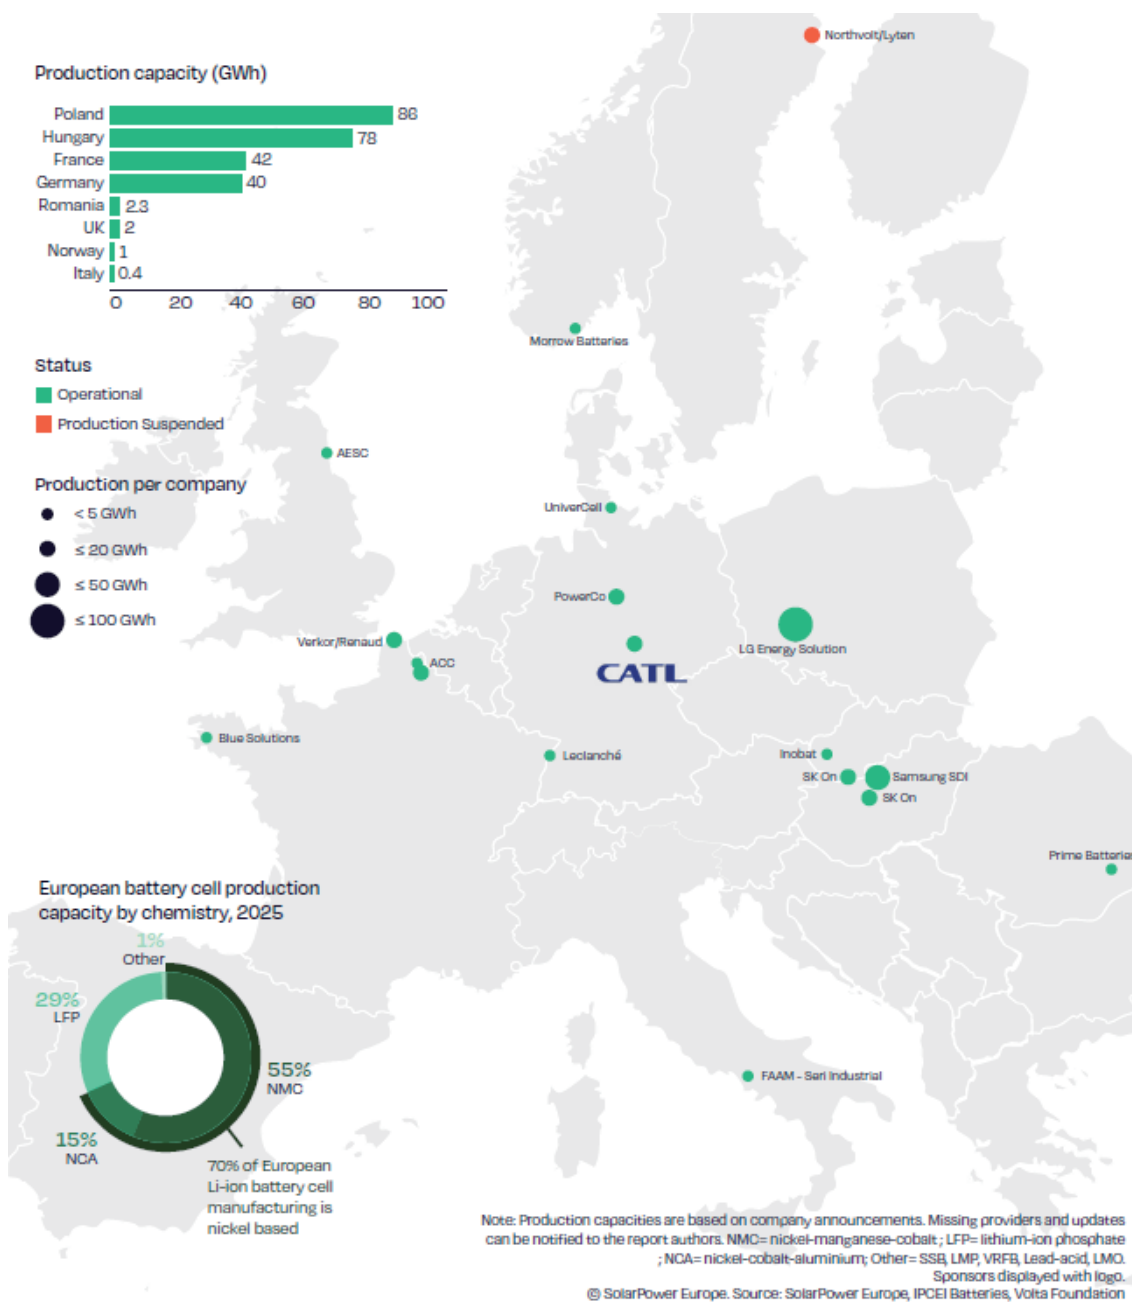 Northvolt/Lyten
Production capacity (GWh)
Poland 86
Hungary 78
France 42
Germany 40
Romania 2.3
UK 2
Norway 1
Italy 0.4
0 20 40 60 80 100
Morrow Batteries
Status
Operational
Production Suspended
AESC
Production per company
< 5 GWh
≤ 20 GWh
≤ 50 GWh
≤ 100 GWh
UniverCell
PowerCo
Verkor/Renaud
ACC
LG Energy Solution
CATL
Blue Solutions
Leclanché
Inobat
SK On
Samsung SDI
SK On
Prime Batteries
European battery cell production
capacity by chemistry, 2025
1%
Other
29%
LFP
55%
NMC
15%
NCA
70% of European
Li-ion battery cell
manufacturing is
nickel based
FAAM - Seri Industrial
Note: Production capacities are based on company announcements. Missing providers and updates
can be notified to the report authors. NMC= nickel-manganese-cobalt ; LFP= lithium-ion phosphate
; NCA= nickel-cobalt-aluminium; Other= SSB, LMP, VRFB, Lead-acid, LMO.
Sponsors displayed with logo.
© SolarPower Europe. Source: SolarPower Europe, IPCEI Batteries, Volta Foundation